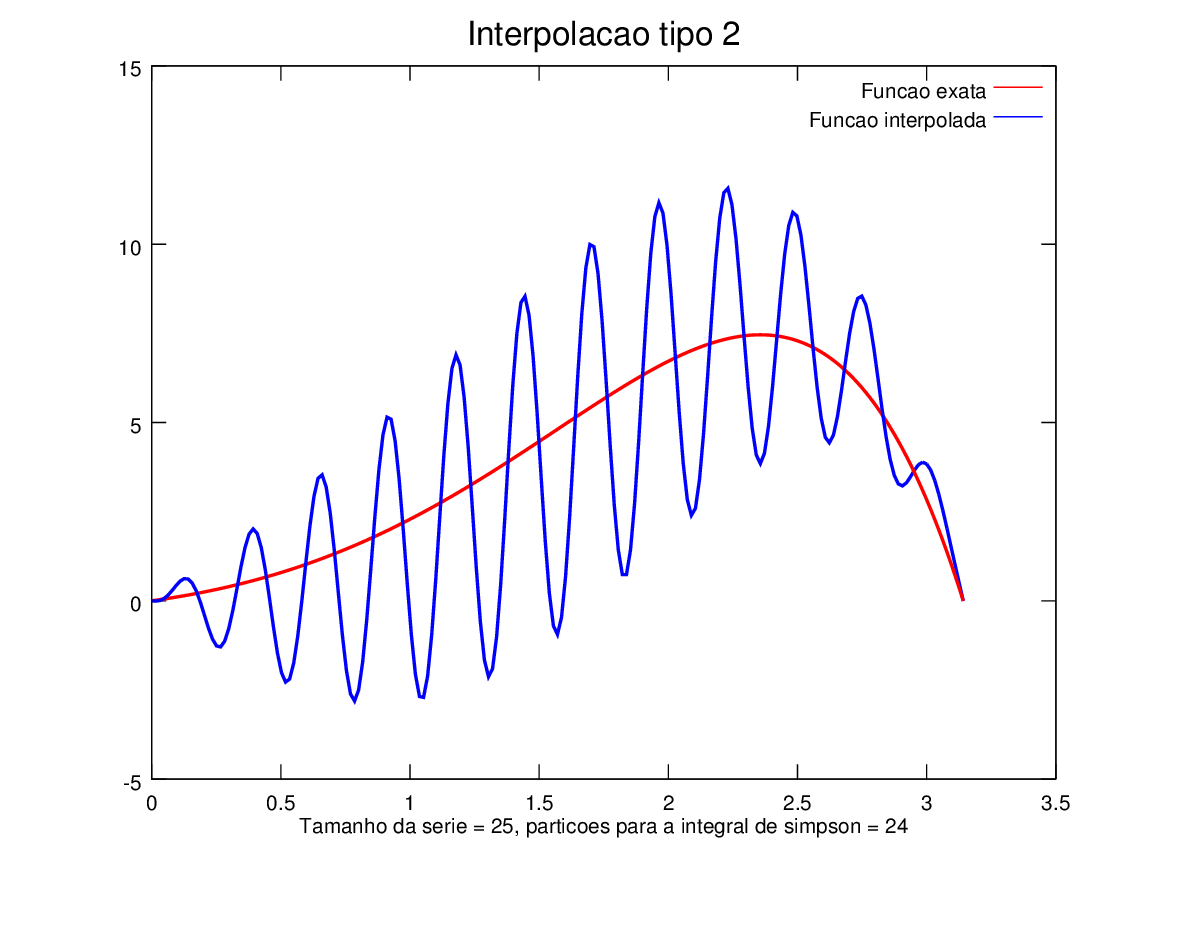 Interpolacao tipo 2
15
Funcao exata
Funcao interpolada
10
5
0
-5
0 0.5 1 1.5 2 2.5 3 3.5
Tamanho da serie = 25, particoes para a integral de simpson = 24